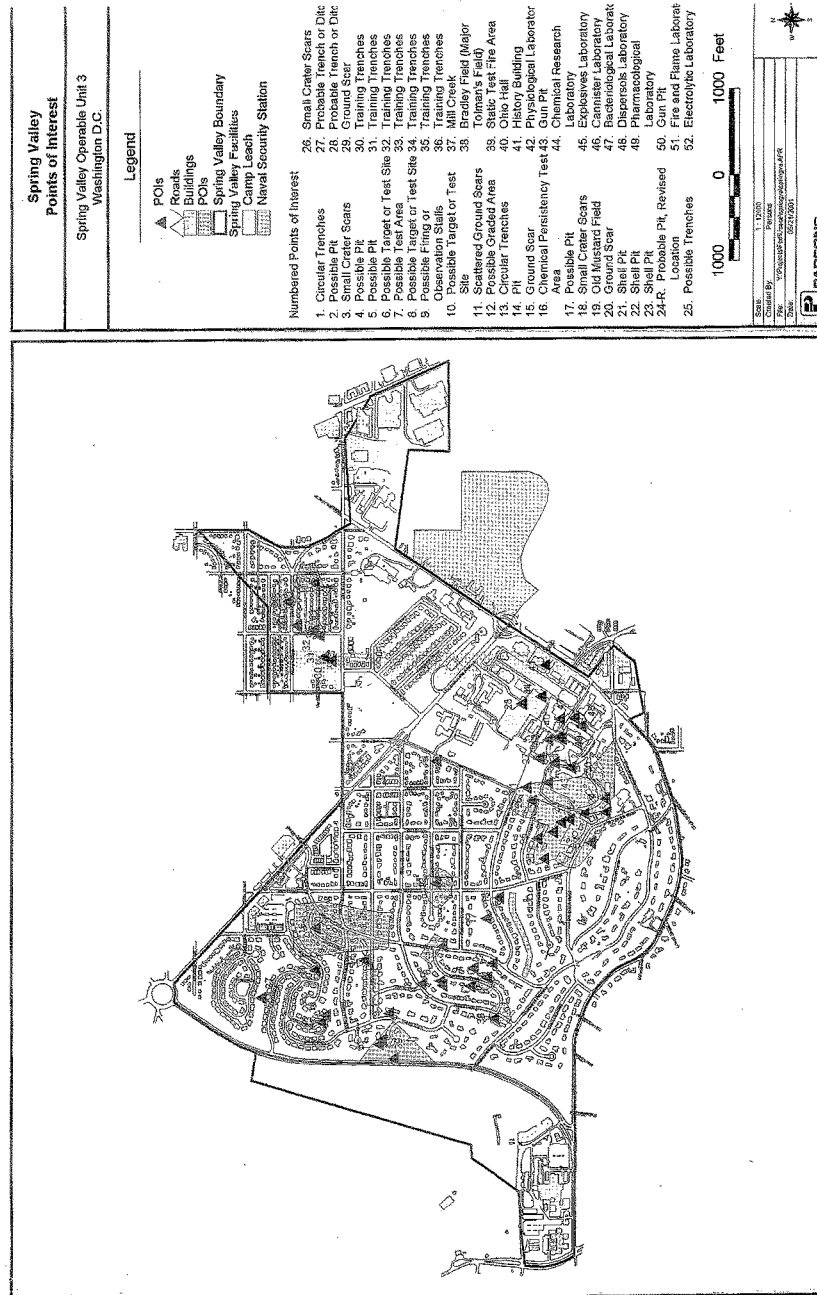 Spring Valley
Points of Interest
Spring Valley Operable Unit 3
Washington D.C.
Legend
POIs
Roads
Buildings
POIs
Spring Valley Boundary
Spring Valley Facilities
Camp Leach
Naval Security Station
Numbered Points of Interest
1. Circular Trenches
2. Possible Pit
3. Small Crater Scars
4. Possible Pit
5. Possible Pit
6. Possible Target or Test Site
7. Possible Test Area
8. Possible Target or Test Site
9. Possible Firing or
Observation Stalls
10. Possible Target or Test
Site
11. Scattered Ground Scars
12. Possible Graded Area
13. Circular Trenches
14. Pit
15. Ground Scar
16. Chemical Persistency Test
Area
17. Possible Pit
18. Small Crater Scars
19. Old Mustard Field
20. Ground Scar
21. Shell Pit
22. Shell Pit
23. Shell Pit
24-R. Probable Pit, Revised
Location
25. Possible Trenches
26. Small Crater Scars
27. Probable Trench or Ditc
28. Probable Trench or Ditc
29. Ground Scar
30. Training Trenches
31. Training Trenches
32. Training Trenches
33. Training Trenches
34. Training Trenches
35. Training Trenches
36. Training Trenches
37. Mill Creek
38. Bradley Field (Major
Tolman's Field)
39. Static Test Fire Area
40. Ohio Hall
41. History Building
42. Physiological Laborator
43. Gun Pit
44. Chemical Research
Laboratory
45. Explosives Laboratory
46. Cannister Laboratory
47. Bacteriological Laborato
48. Dispersoils Laboratory
49. Pharmacological
Laboratory
50. Gun Pit
51. Fire and Flame Laborat
52. Electrolytic Laboratory
1000 0 1000 Feet
Scale: 1:12000
Created By: Parsons
File:
Date:
PARSONS